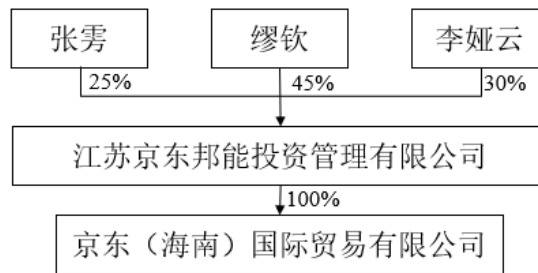 张雱 缪钦 李娅云
25% 45% 30%
江苏京东邦能投资管理有限公司
100%
京东（海南）国际贸易有限公司